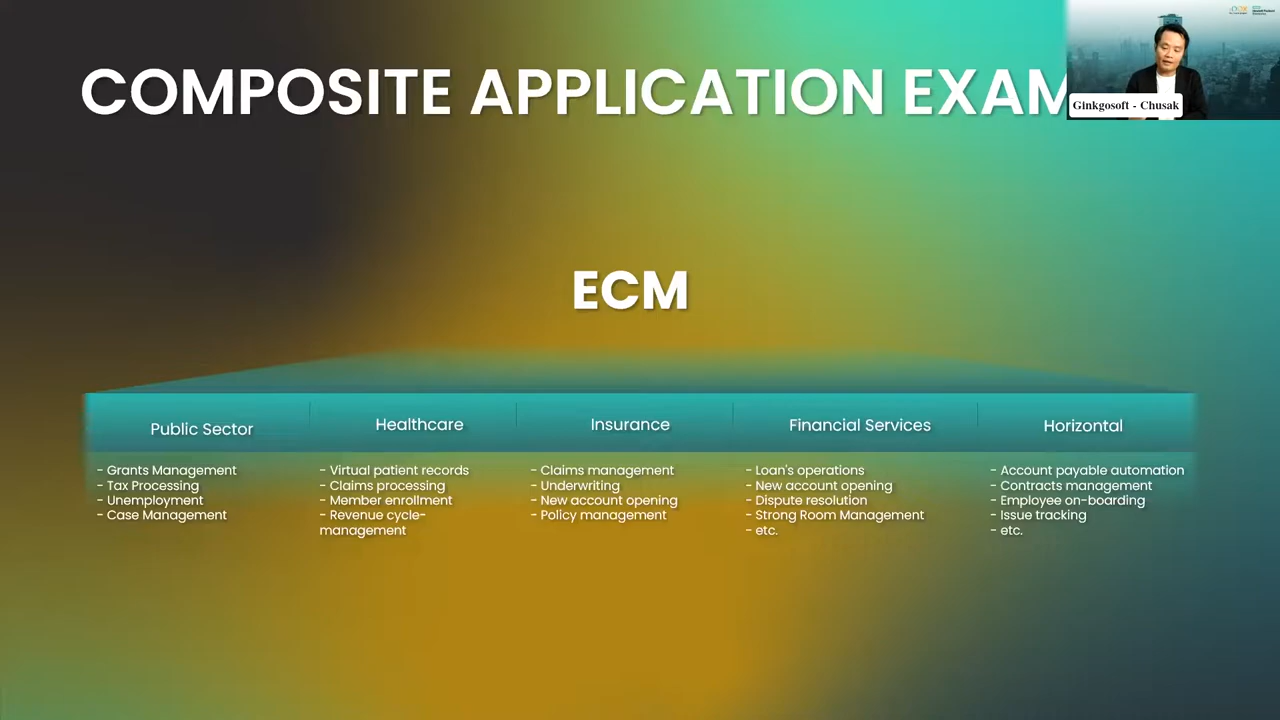 COMPOSITE APPLICATION EXAM
Ginkgosoft - Chusak
ECM
Public Sector
- Grants Management
- Tax Processing
- Unemployment
- Case Management
Healthcare
- Virtual patient records
- Claims processing
- Member enrollment
- Revenue cycle-
management
Insurance
- Claims management
- Underwriting
- New account opening
- Policy management
Financial Services
- Loan's operations
- New account opening
- Dispute resolution
- Strong Room Management
- etc.
Horizontal
- Account payable automation
- Contracts management
- Employee on-boarding
- Issue tracking
- etc.